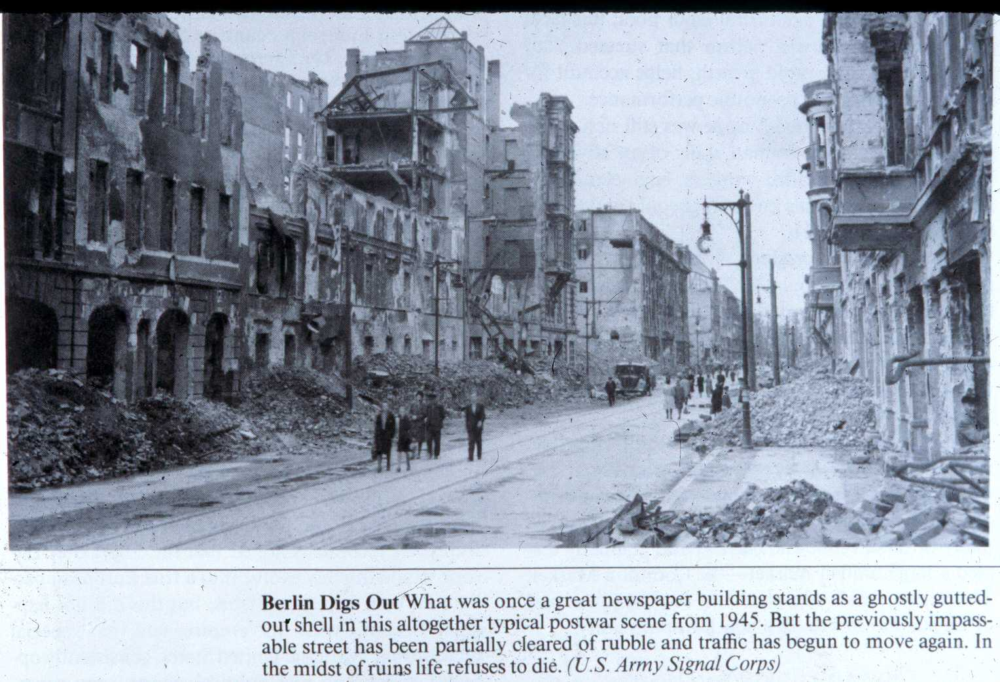 Berlin Digs Out What was once a great newspaper building stands as a ghostly gutted-
out shell in this altogether typical postwar scene from 1945. But the previously impass-
able street has been partially cleared of rubble and traffic has begun to move again. In
the midst of ruins life refuses to die. (U.S. Army Signal Corps)